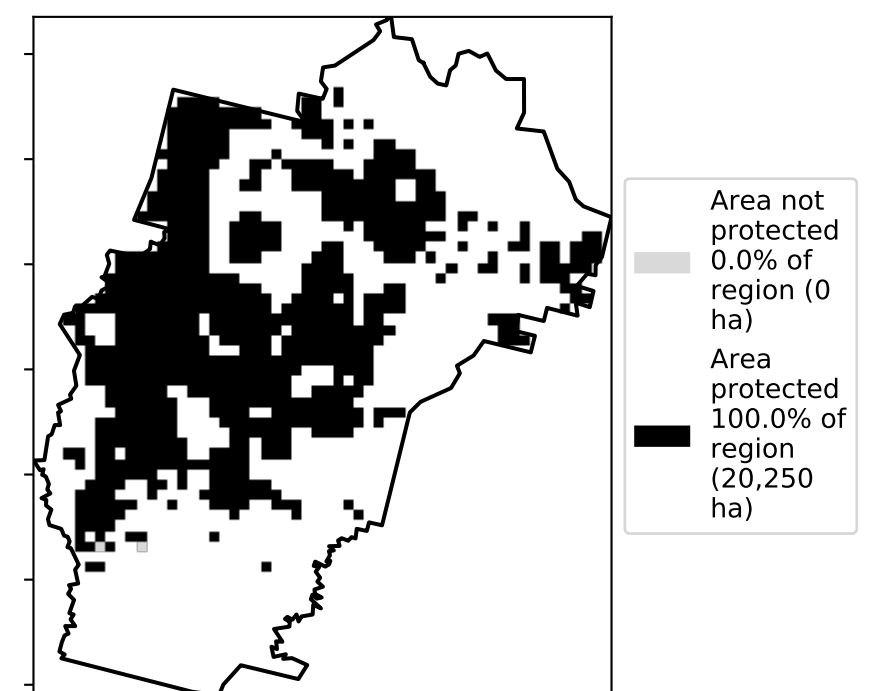 Area not
protected
0.0% of
region (0
ha)
Area
protected
100.0% of
region
(20,250
ha)